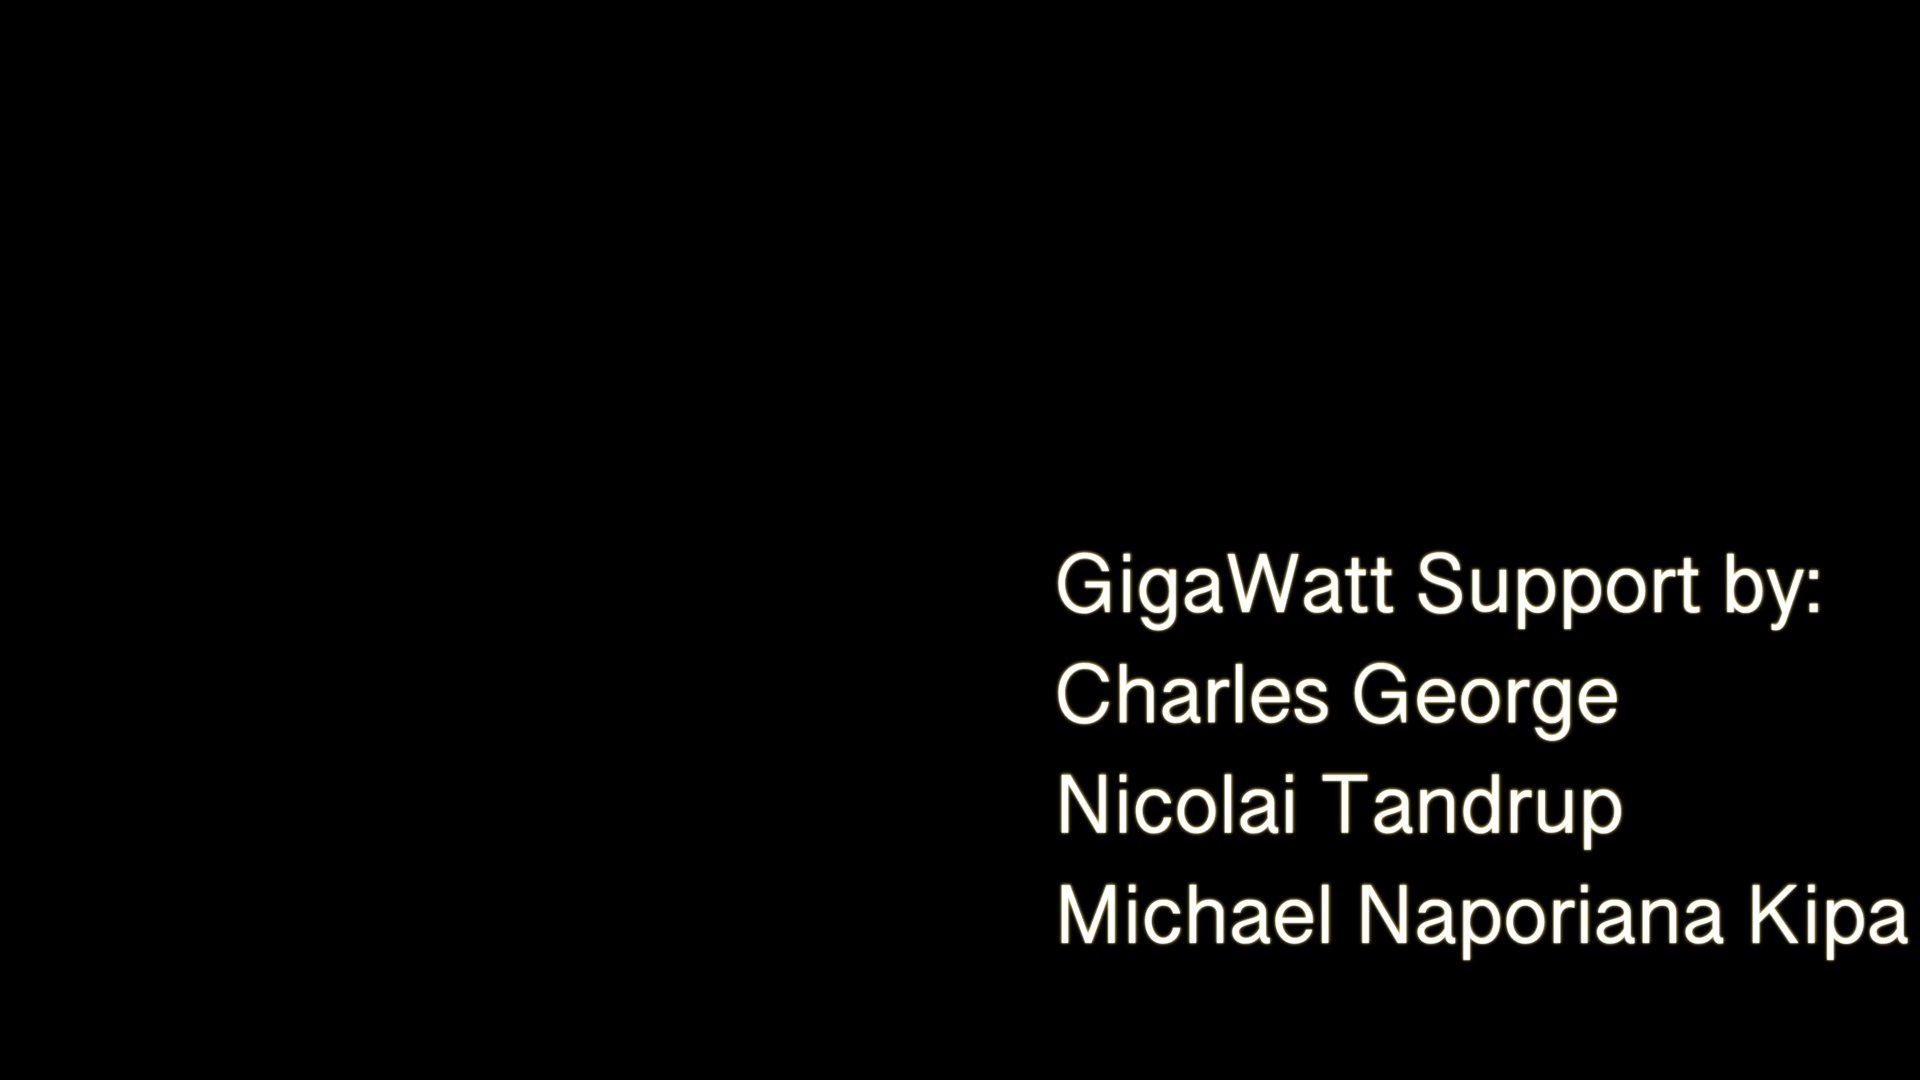 GigaWatt Support by:
Charles George
Nicolai Tandrup
Michael Naporiana Kipa